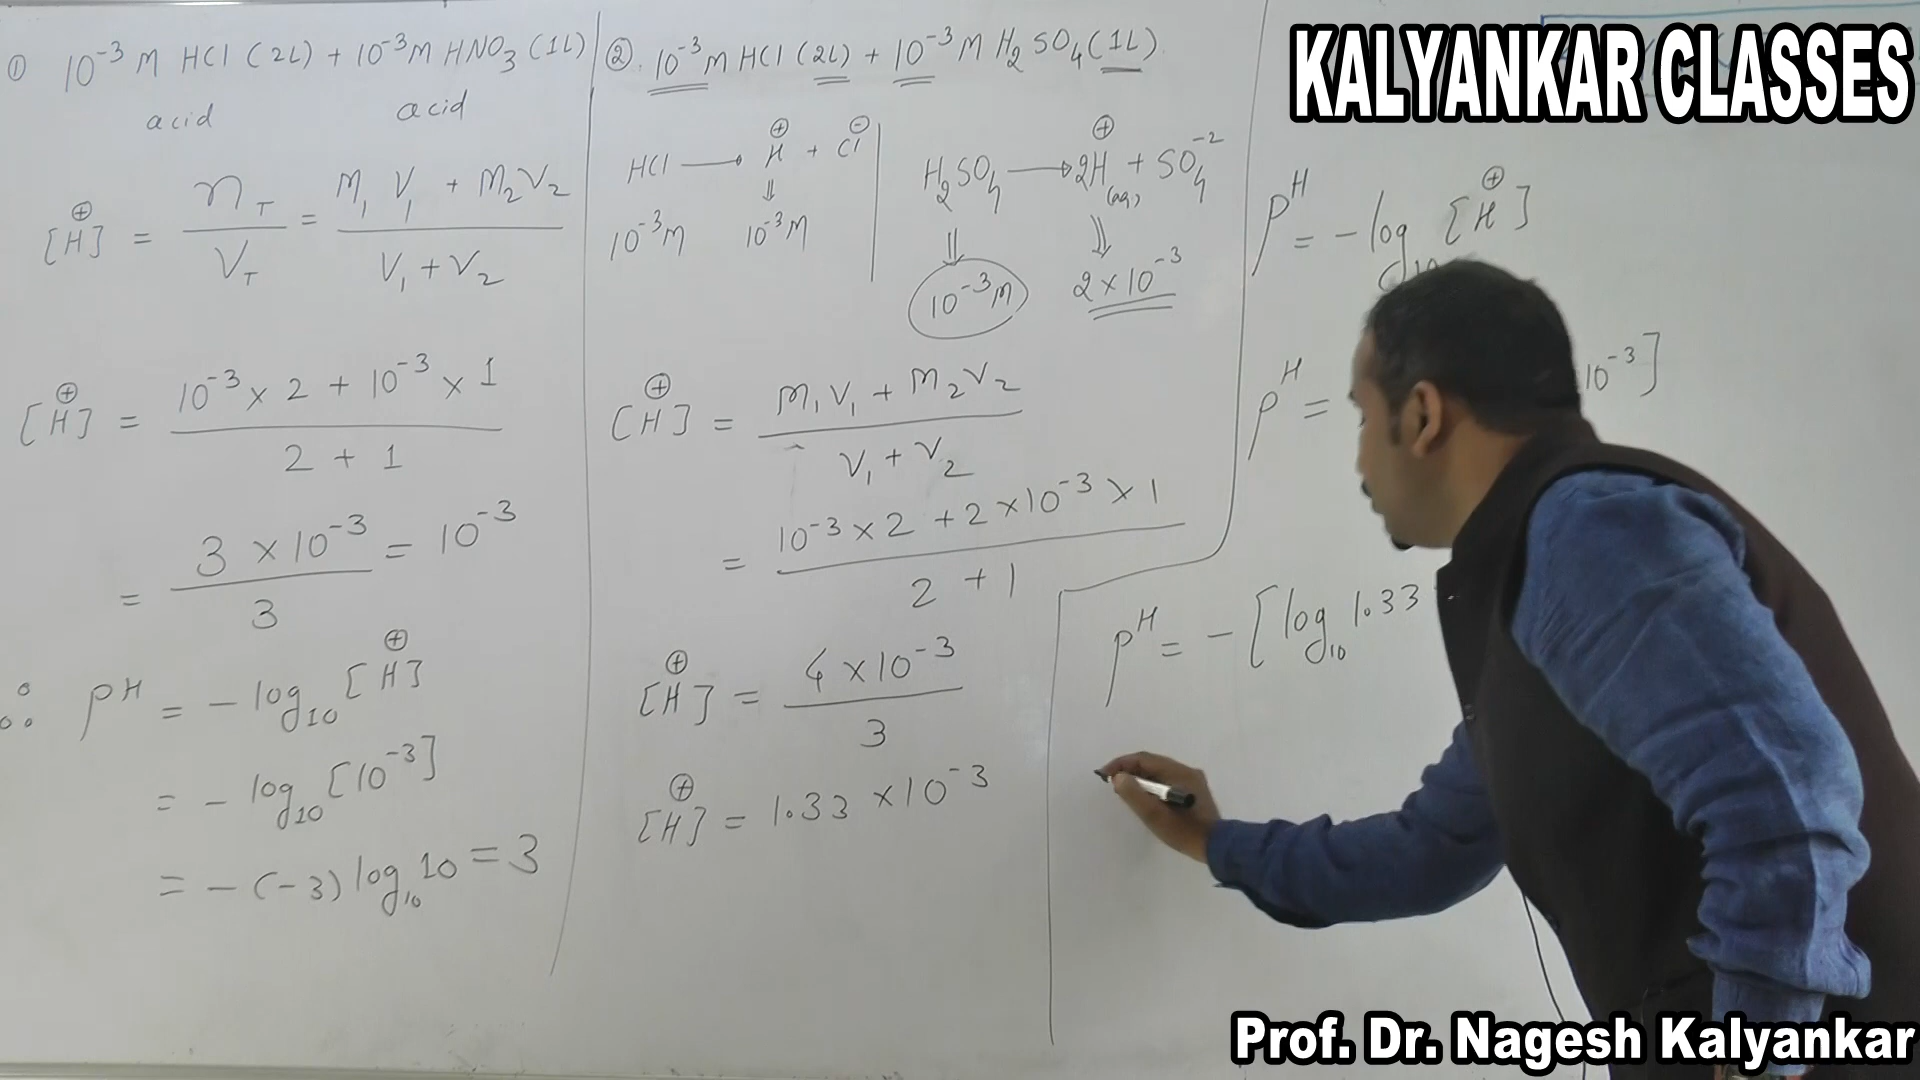 KALYANKAR CLASSES
① 10⁻³ M HCl (2L) + 10⁻³ M HNO₃ (1L)
acid acid
[H⊕] = n_T / V_T = M₁V₁ + M₂V₂ / V₁ + V₂
[H⊕] = 10⁻³ × 2 + 10⁻³ × 1 / 2 + 1
= 3 × 10⁻³ / 3 = 10⁻³
∴ pH = - log₁₀ [H⊕]
= - log₁₀ [10⁻³]
= - (-3) log₁₀ 10 = 3
② 10⁻³ M HCl (2L) + 10⁻³ M H₂SO₄ (1L)
HCl → H⊕ + Cl⊖
⇓
10⁻³ M 10⁻³ M
H₂SO₄ → 2H⊕(aq) + SO₄⁻²
⇓ ⇓
10⁻³ M 2 × 10⁻³
[H⊕] = M₁V₁ + M₂V₂ / V₁ + V₂
= 10⁻³ × 2 + 2 × 10⁻³ × 1 / 2 + 1
[H⊕] = 4 × 10⁻³ / 3
[H⊕] = 1.33 × 10⁻³
pH = - log₁₀ [H⊕]
pH = 10⁻³]
pH = - [log₁₀ 1.33
Prof. Dr. Nagesh Kalyankar